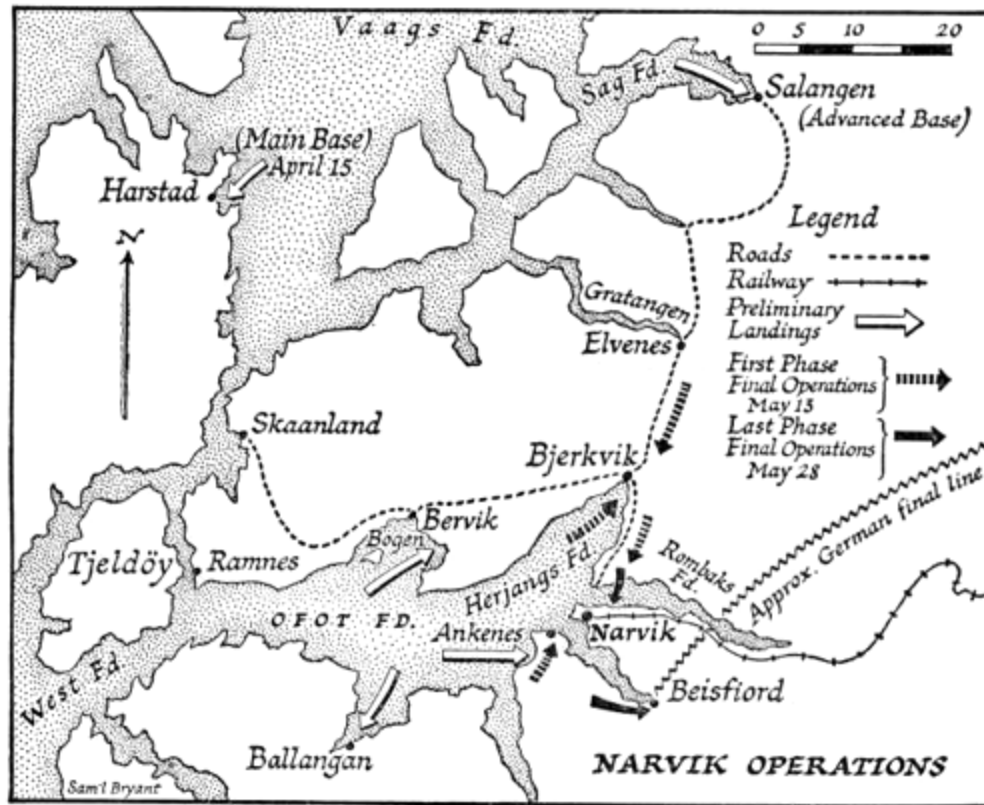 Vaags Fd.
0 5 10 20
Sag Fd.
Salangen
(Advanced Base)
(Main Base)
April 15
Harstad
N
Legend
Roads
Railway
Preliminary
Landings
First Phase
Final Operations
May 13
Last Phase
Final Operations
May 28
Gratangen
Elvenes
Skaanland
Bjerkvik
Bervik
Bogen
Tjeldöy
Ramnes
Herjangs Fd.
Rombaks
Fd.
Approx. German final line
OFOT FD.
Ankenes
Narvik
West Fd
Beisfiord
Ballangan
NARVIK OPERATIONS
Sam'l Bryant